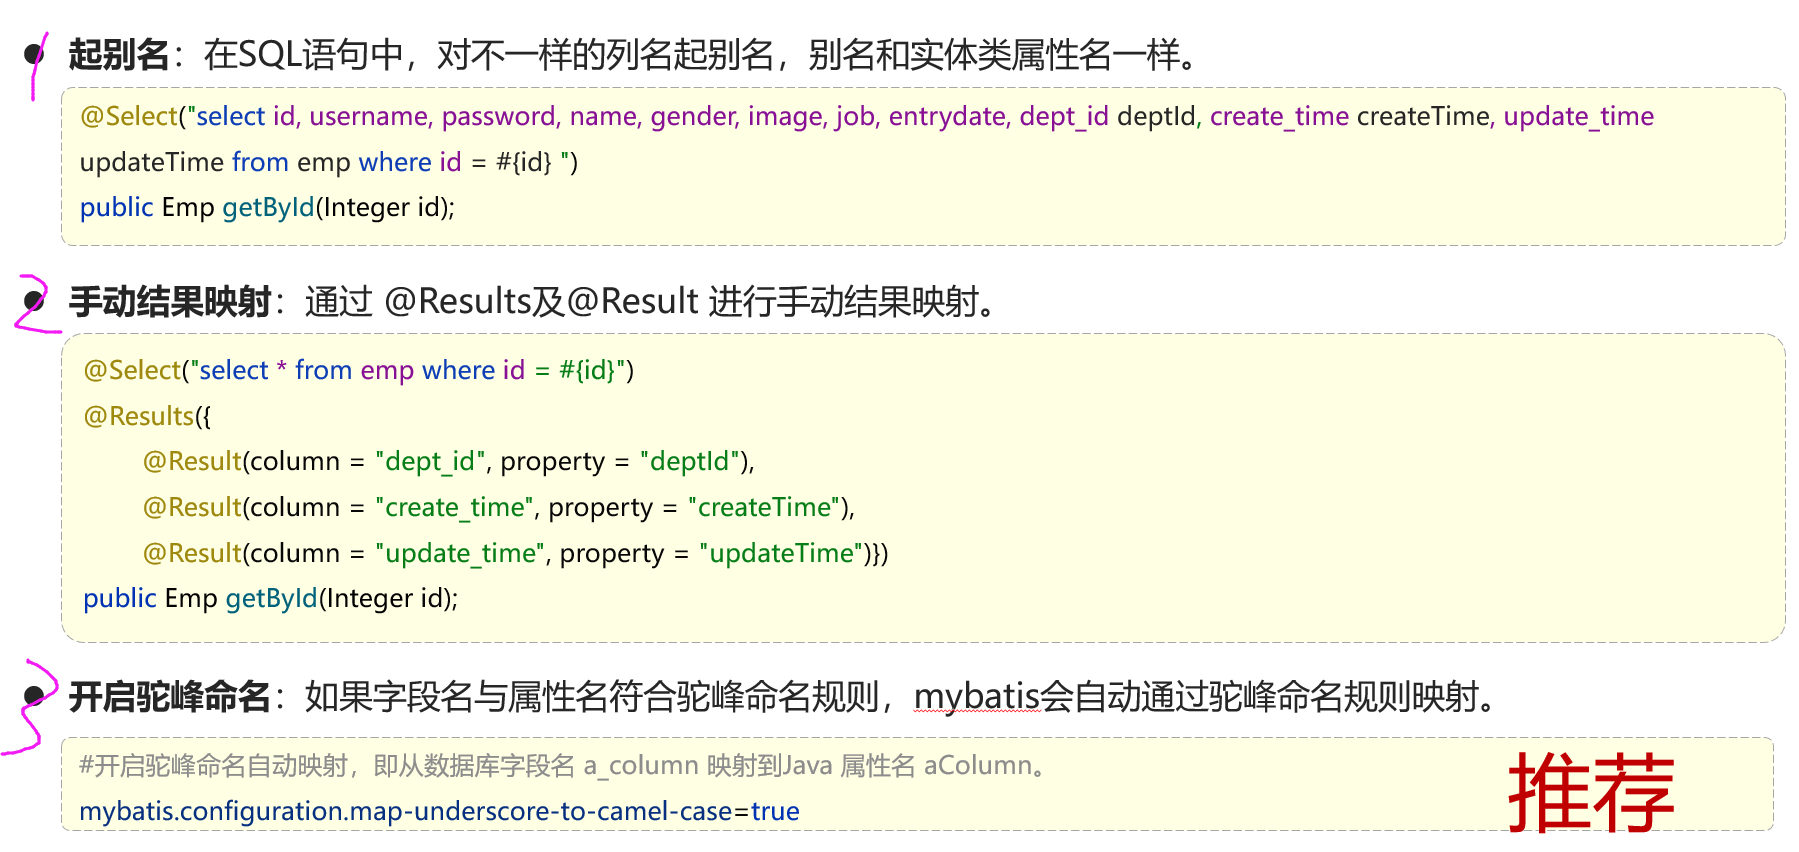 起别名：在SQL语句中，对不一样的列名起别名，别名和实体类属性名一样。
@Select("select id, username, password, name, gender, image, job, entrydate, dept_id deptId, create_time createTime, update_time
updateTime from emp where id = #{id} ")
public Emp getById(Integer id);
手动结果映射：通过 @Results及@Result 进行手动结果映射。
@Select("select * from emp where id = #{id}")
@Results({
@Result(column = "dept_id", property = "deptId"),
@Result(column = "create_time", property = "createTime"),
@Result(column = "update_time", property = "updateTime")})
public Emp getById(Integer id);
开启驼峰命名：如果字段名与属性名符合驼峰命名规则，mybatis会自动通过驼峰命名规则映射。
#开启驼峰命名自动映射，即从数据库字段名 a_column 映射到Java 属性名 aColumn。
mybatis.configuration.map-underscore-to-camel-case=true
推荐